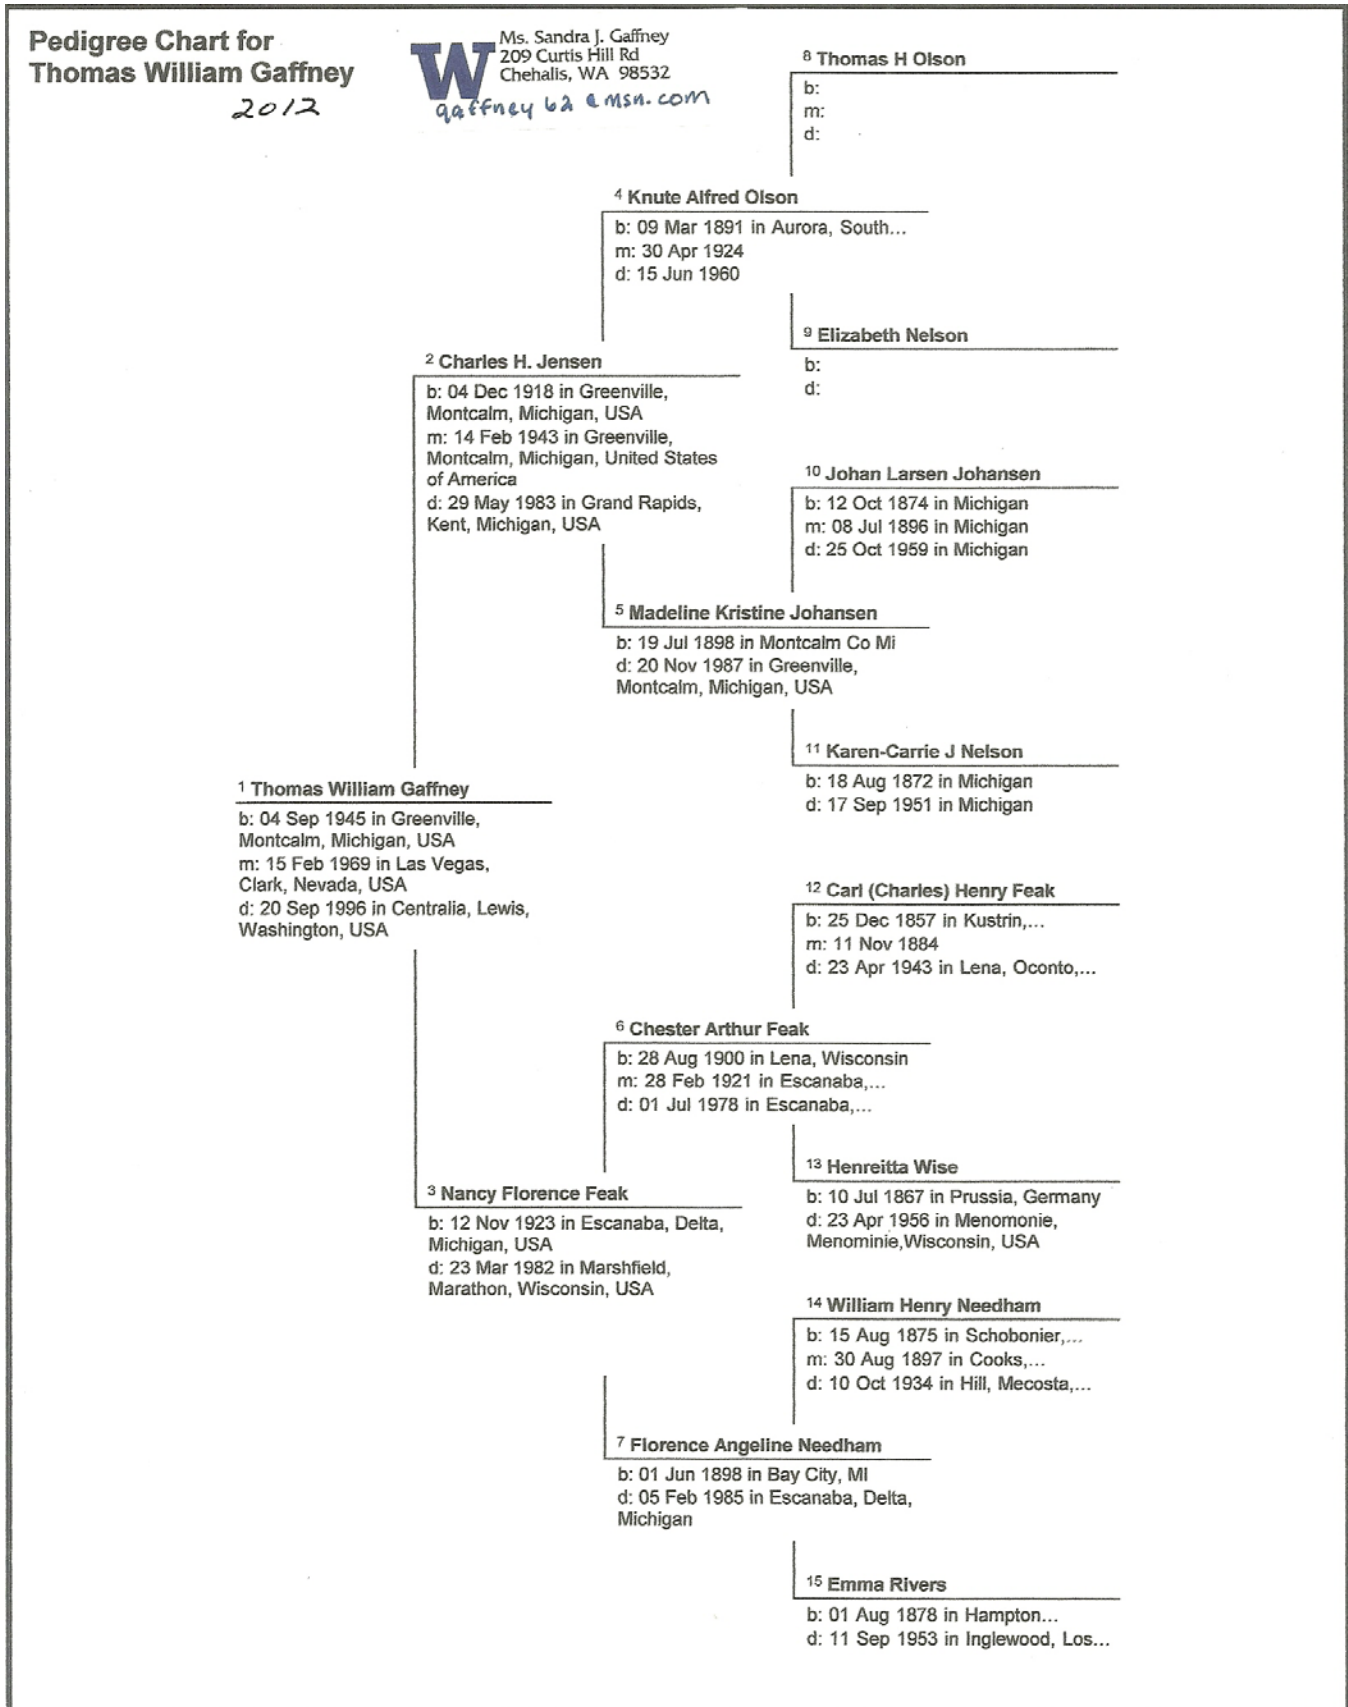 Pedigree Chart for
Thomas William Gaffney
2012
W
Ms. Sandra J. Gaffney
209 Curtis Hill Rd
Chehalis, WA 98532
gaffney62@msn.com
8 Thomas H Olson
b:
m:
d:
4 Knute Alfred Olson
b: 09 Mar 1891 in Aurora, South...
m: 30 Apr 1924
d: 15 Jun 1960
9 Elizabeth Nelson
b:
d:
2 Charles H. Jensen
b: 04 Dec 1918 in Greenville,
Montcalm, Michigan, USA
m: 14 Feb 1943 in Greenville,
Montcalm, Michigan, United States
of America
d: 29 May 1983 in Grand Rapids,
Kent, Michigan, USA
10 Johan Larsen Johansen
b: 12 Oct 1874 in Michigan
m: 08 Jul 1896 in Michigan
d: 25 Oct 1959 in Michigan
5 Madeline Kristine Johansen
b: 19 Jul 1898 in Montcalm Co Mi
d: 20 Nov 1987 in Greenville,
Montcalm, Michigan, USA
11 Karen-Carrie J Nelson
b: 18 Aug 1872 in Michigan
d: 17 Sep 1951 in Michigan
1 Thomas William Gaffney
b: 04 Sep 1945 in Greenville,
Montcalm, Michigan, USA
m: 15 Feb 1969 in Las Vegas,
Clark, Nevada, USA
d: 20 Sep 1996 in Centralia, Lewis,
Washington, USA
12 Carl (Charles) Henry Feak
b: 25 Dec 1857 in Kustrin,...
m: 11 Nov 1884
d: 23 Apr 1943 in Lena, Oconto,...
6 Chester Arthur Feak
b: 28 Aug 1900 in Lena, Wisconsin
m: 28 Feb 1921 in Escanaba,...
d: 01 Jul 1978 in Escanaba,...
13 Henreitta Wise
b: 10 Jul 1867 in Prussia, Germany
d: 23 Apr 1956 in Menomonie,
Menominie,Wisconsin, USA
3 Nancy Florence Feak
b: 12 Nov 1923 in Escanaba, Delta,
Michigan, USA
d: 23 Mar 1982 in Marshfield,
Marathon, Wisconsin, USA
14 William Henry Needham
b: 15 Aug 1875 in Schobonier,...
m: 30 Aug 1897 in Cooks,...
d: 10 Oct 1934 in Hill, Mecosta,...
7 Florence Angeline Needham
b: 01 Jun 1898 in Bay City, MI
d: 05 Feb 1985 in Escanaba, Delta,
Michigan
15 Emma Rivers
b: 01 Aug 1878 in Hampton...
d: 11 Sep 1953 in Inglewood, Los...